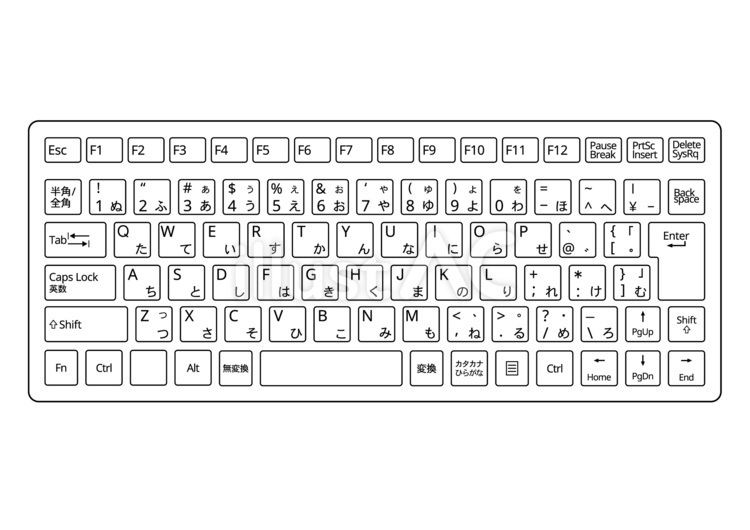 Esc F1 F2 F3 F4 F5 F6 F7 F8 F9 F10 F11 F12 Pause Break PrtSc Insert Delete SysRq
半角/全角 ! 1 ぬ “ 2 ふ # ぁ 3 あ $ ぅ 4 う % ぇ 5 え & ぉ 6 お ‘ ゃ 7 や ( ゅ 8 ゆ ) ょ 9 よ を 0 わ = - ほ ~ ^ へ | ¥ − Back space
Tab Q た W て E い R す T か Y ん U な I に O ら P せ ` @ ゛ { 「 [ 。 Enter
Caps Lock 英数 A ち S と D し F は G き H く J ま K の L り + ; れ * : け } 」 ] む
⇧Shift Z っ つ X さ C そ V ひ B こ N み M も < 、 , ね > 。 . る ? ・ / め _ \ ろ ↑ PgUp Shift ⇧
Fn Ctrl Alt 無変換 変換 カタカナ ひらがな Ctrl ← Home ↓ PgDn → End
illustAC